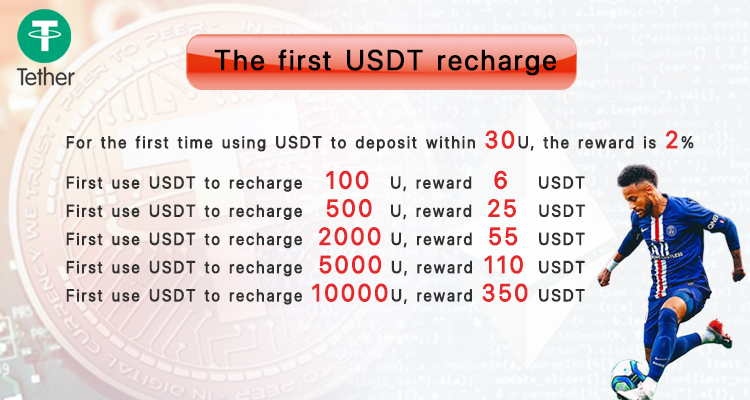 Tether
The first USDT recharge
For the first time using USDT to deposit within 30U, the reward is 2%
First use USDT to recharge 100 U, reward 6 USDT
First use USDT to recharge 500 U, reward 25 USDT
First use USDT to recharge 2000 U, reward 55 USDT
First use USDT to recharge 5000 U, reward 110 USDT
First use USDT to recharge 10000U, reward 350 USDT